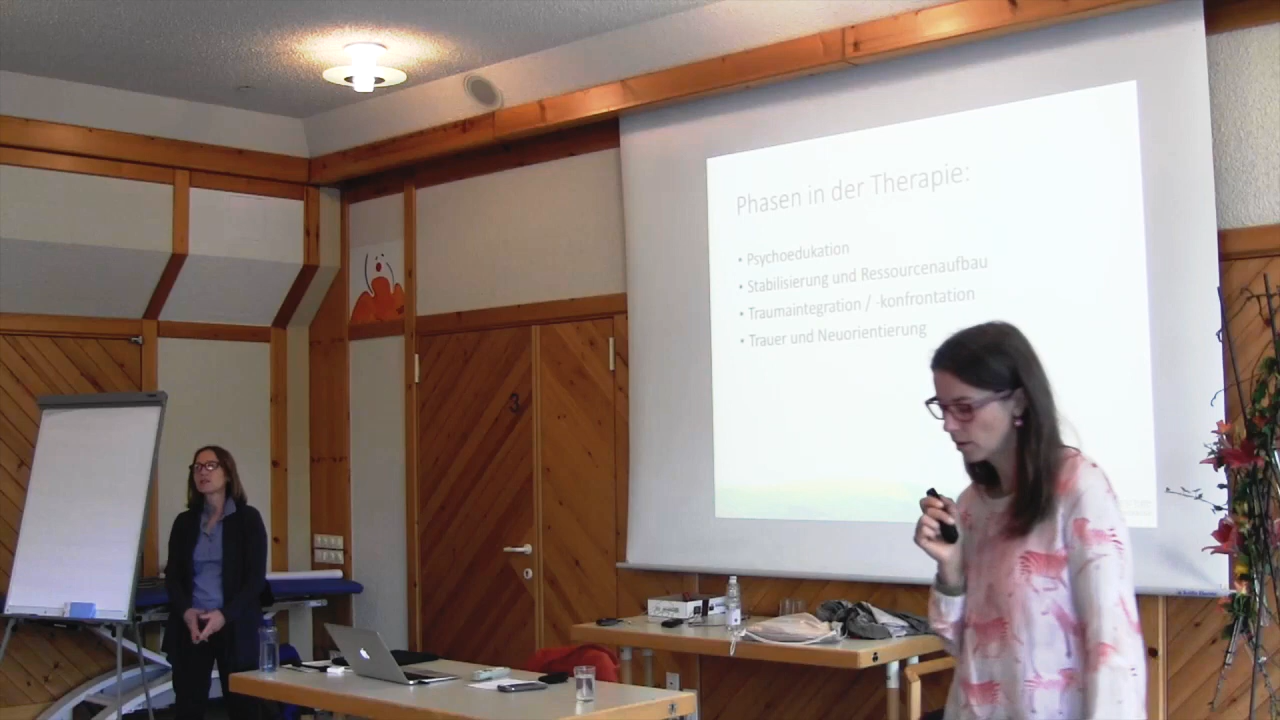 Phasen in der Therapie:
• Psychoedukation
• Stabilisierung und Ressourcenaufbau
• Traumaintegration / -konfrontation
• Trauer und Neuorientierung
3